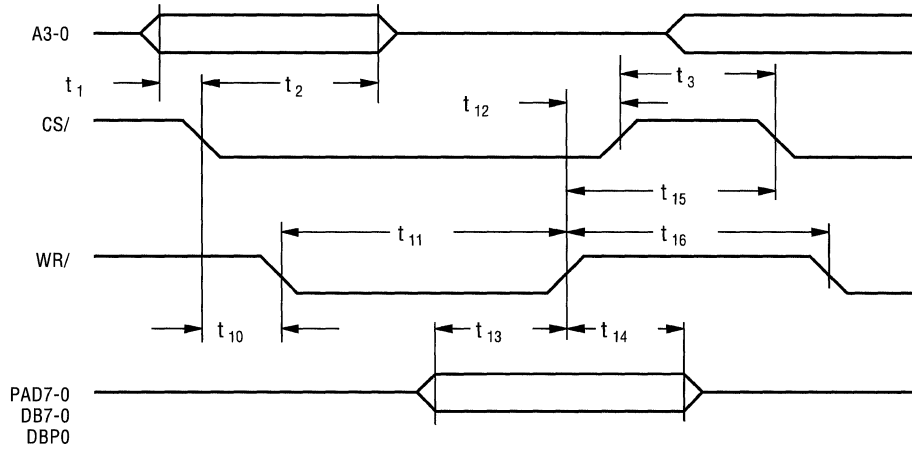 A3-0
t1 t2 t3
t12
CS/
t15
t11 t16
WR/
t10 t13 t14
PAD7-0
DB7-0
DBP0